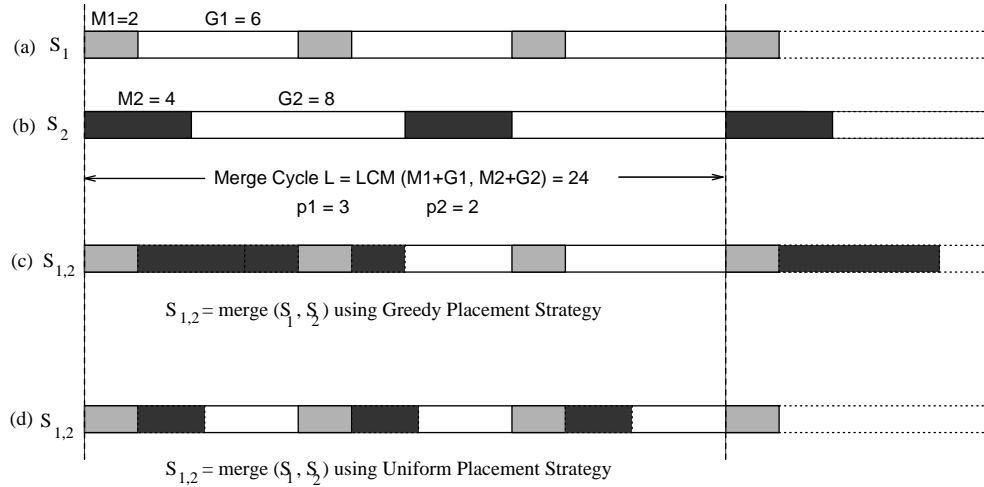 M1=2 G1 = 6
(a) S1
M2 = 4 G2 = 8
(b) S2
Merge Cycle L = LCM (M1+G1, M2+G2) = 24
p1 = 3 p2 = 2
(c) S1,2
S1,2 = merge (S1, S2) using Greedy Placement Strategy
(d) S1,2
S1,2 = merge (S1, S2) using Uniform Placement Strategy